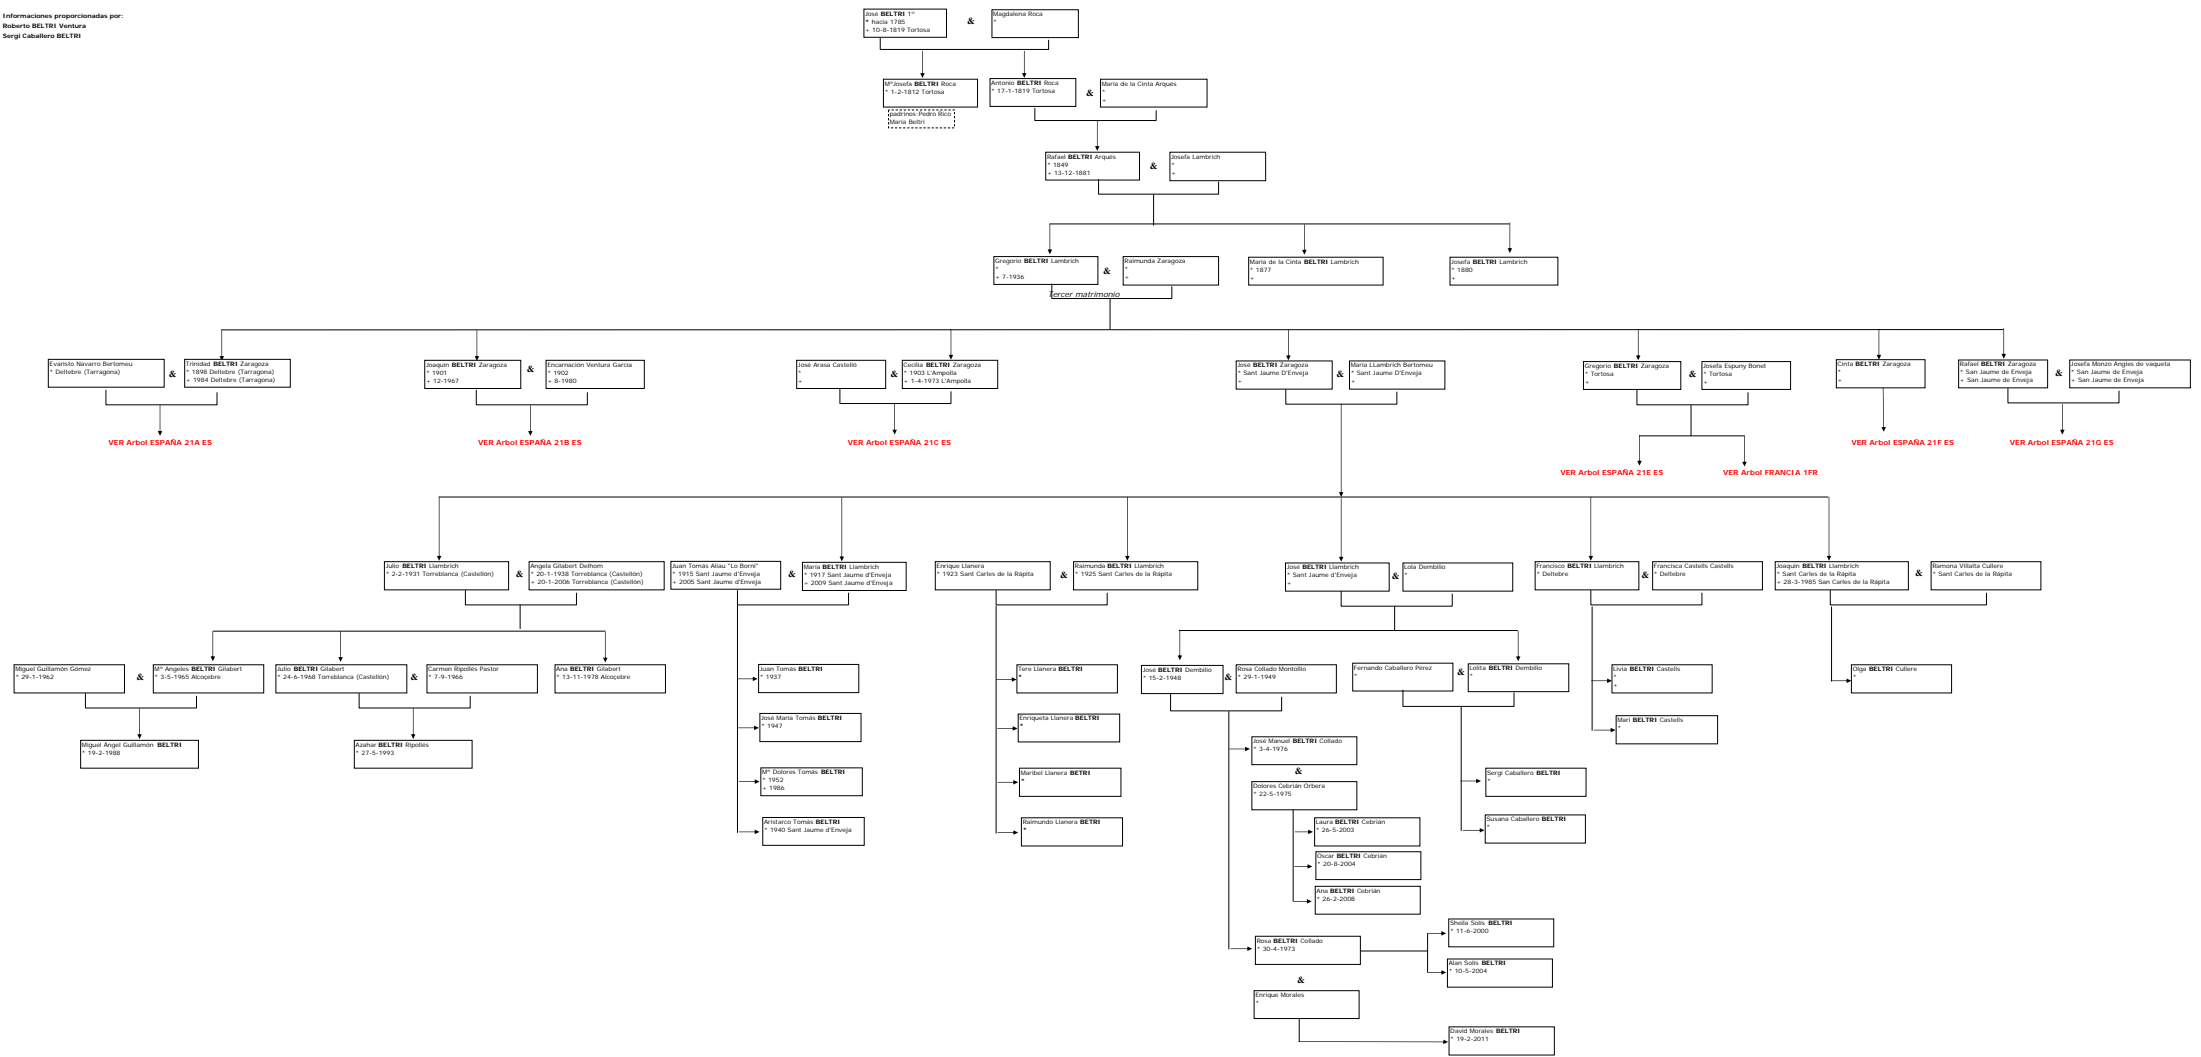 Informaciones proporcionadas por:
Roberto BELTRI Ventura
Sergi Caballero BELTRI
José BELTRI 1º
* hacia 1785
+ 10-8-1819 Tortosa
&
Magdalena Roca
*
MªJosefa BELTRI Roca
* 1-2-1812 Tortosa
padrinos:Pedro Rico
María Beltri
Antonio BELTRI Roca
* 17-1-1819 Tortosa
&
María de la Cinta Arqués
*
+
Rafael BELTRI Arqués
* 1849
+ 13-12-1881
&
Josefa Lambrich
*
+
Gregorio BELTRI Lambrich
*
+ 7-1936
&
Raimunda Zaragoza
*
+
Tercer matrimonio
María de la Cinta BELTRI Lambrich
* 1877
+
Josefa BELTRI Lambrich
* 1880
+
Evaristo Navarro Bertomeu
* Deltebre (Tarragona)
&
Trinidad BELTRI Zaragoza
* 1898 Deltebre (Tarragona)
+ 1984 Deltebre (Tarragona)
Joaquín BELTRI Zaragoza
* 1901
+ 12-1967
&
Encarnación Ventura García
* 1902
+ 8-1980
José Arasa Castelló
*
+
&
Cecilia BELTRI Zaragoza
* 1903 L'Ampolla
+ 1-4-1973 L'Ampolla
José BELTRI Zaragoza
* Sant Jaume D'Enveja
+
&
María LLambrich Bertomeu
* Sant Jaume D'Enveja
+
Gregorio BELTRI Zaragoza
* Tortosa
+
&
Josefa Espuny Bonet
* Tortosa
+
Cinta BELTRI Zaragoza
*
+
Rafael BELTRI Zaragoza
* San Jaume de Enveja
+ San Jaume de Enveja
&
Josefa Monzo Angles de vaqueta
* San Jaume de Enveja
+ San Jaume de Enveja
VER Arbol ESPAÑA 21A ES
VER Arbol ESPAÑA 21B ES
VER Arbol ESPAÑA 21C ES
VER Arbol ESPAÑA 21F ES
VER Arbol ESPAÑA 21G ES
VER Arbol ESPAÑA 21E ES
VER Arbol FRANCIA 1FR
Julio BELTRI Llambrich
* 2-2-1931 Torreblanca (Castellón)
&
Angela Gilabert Delhom
* 20-1-1938 Torreblanca (Castellón)
+ 20-1-2006 Torreblanca (Castellón)
Juan Tomás Aliau "Lo Borni"
* 1915 Sant Jaume d'Enveja
+ 2005 Sant Jaume d'Enveja
&
María BELTRI Llambrich
* 1917 Sant Jaume d'Enveja
+ 2009 Sant Jaume d'Enveja
Enrique Llanera
* 1923 Sant Carles de la Ràpita
&
Raimunda BELTRI Llambrich
* 1925 Sant Carles de la Ràpita
José BELTRI Llambrich
* Sant Jaume d'Enveja
+
&
Lola Dembilio
*
Francisco BELTRI Llambrich
* Deltebre
&
Francisca Castells Castells
* Deltebre
Joaquín BELTRI Llambrich
* Sant Carles de la Ràpita
+ 28-3-1985 San Carles de la Ràpita
&
Ramona Villalta Cullere
* Sant Carles de la Ràpita
Miguel Guillamón Gómez
* 29-1-1962
&
Mª Angeles BELTRI Gilabert
* 3-5-1965 Alcoçebre
Julio BELTRI Gilabert
* 24-6-1968 Torreblanca (Castellón)
&
Carmen Ripollés Pastor
* 7-9-1966
Ana BELTRI Gilabert
* 13-11-1978 Alcoçebre
Miguel Ángel Guillamón BELTRI
* 19-2-1988
Azahar BELTRI Ripollés
* 27-5-1993
Juan Tomás BELTRI
* 1937
José María Tomás BELTRI
* 1947
Mª Dolores Tomás BELTRI
* 1952
+ 1986
Aristarco Tomás BELTRI
* 1940 Sant Jaume d'Enveja
Tere Llanera BELTRI
*
Enriqueta Llanera BELTRI
*
Maribel Llanera BETRI
*
Raimundo Llanera BETRI
*
José BELTRI Dembilio
* 15-2-1948
&
Rosa Collado Montollio
* 29-1-1949
Fernando Caballero Pérez
*
&
Lolita BELTRI Dembilio
*
José Manuel BELTRI Collado
* 3-4-1976
&
Dolores Cebrián Orbera
* 22-5-1975
Laura BELTRI Cebrián
* 26-5-2003
Óscar BELTRI Cebrián
* 20-8-2004
Ana BELTRI Cebrián
* 26-2-2008
Rosa BELTRI Collado
* 30-4-1973
&
Enrique Morales
*
Sheila Solís BELTRI
* 11-6-2000
Alan Solís BELTRI
* 10-5-2004
David Morales BELTRI
* 19-2-2011
Sergi Caballero BELTRI
*
Susana Caballero BELTRI
*
Livia BELTRI Castells
*
+
Mari BELTRI Castells
*
Olga BELTRI Cullere
*